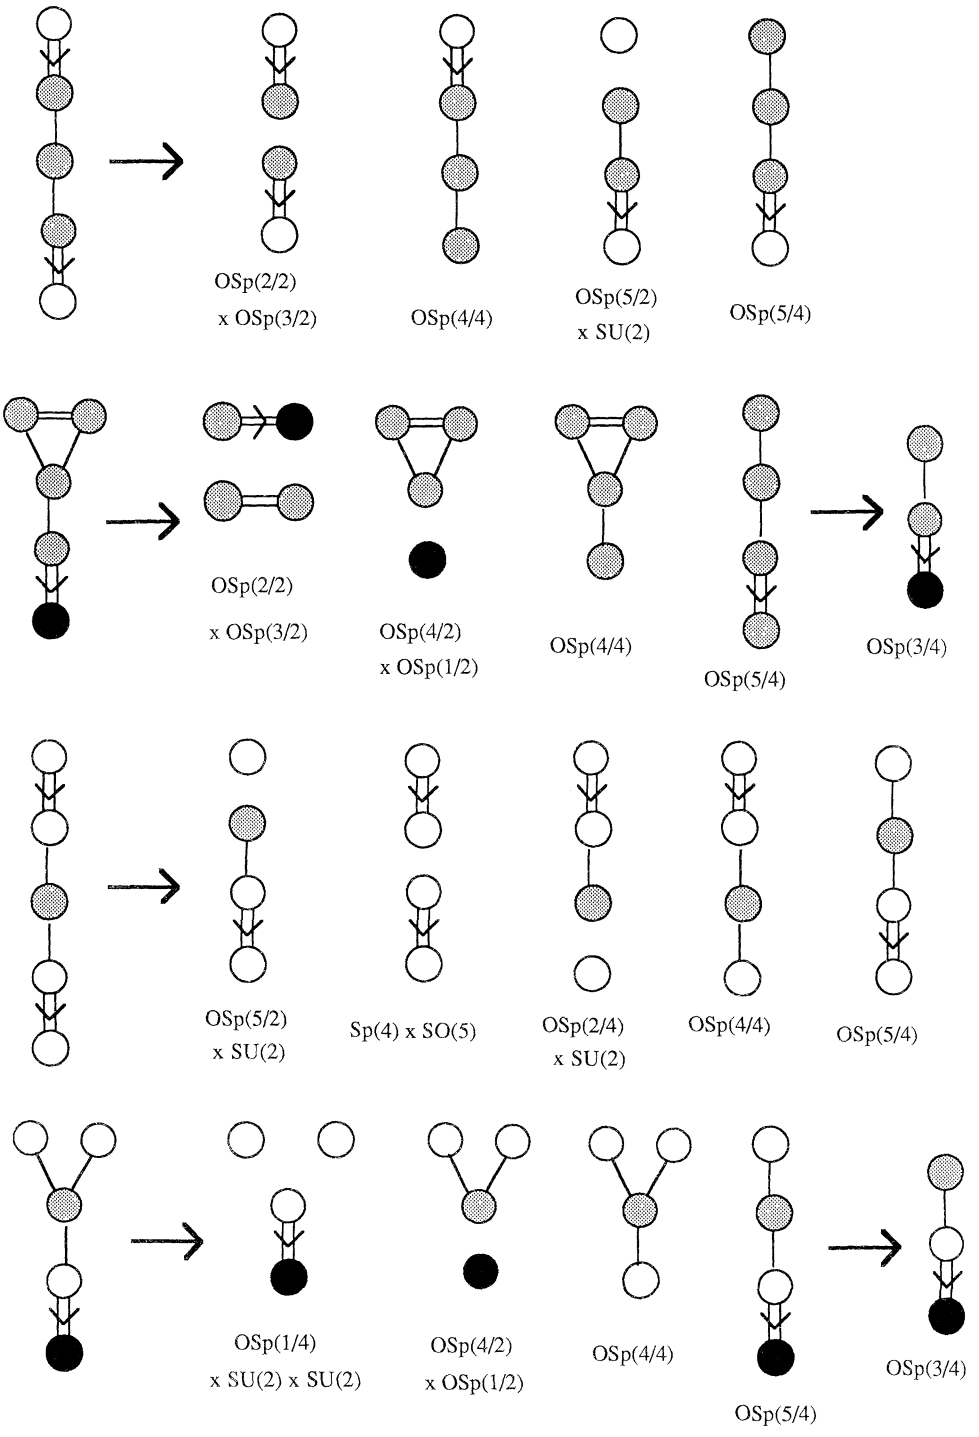 OSp(2/2)
x OSp(3/2)
OSp(4/4)
OSp(5/2)
x SU(2)
OSp(5/4)
OSp(2/2)
x OSp(3/2)
OSp(4/2)
x OSp(1/2)
OSp(4/4)
OSp(5/4)
OSp(3/4)
OSp(5/2)
x SU(2)
Sp(4) x SO(5)
OSp(2/4)
x SU(2)
OSp(4/4)
OSp(5/4)
OSp(1/4)
x SU(2) x SU(2)
OSp(4/2)
x OSp(1/2)
OSp(4/4)
OSp(5/4)
OSp(3/4)